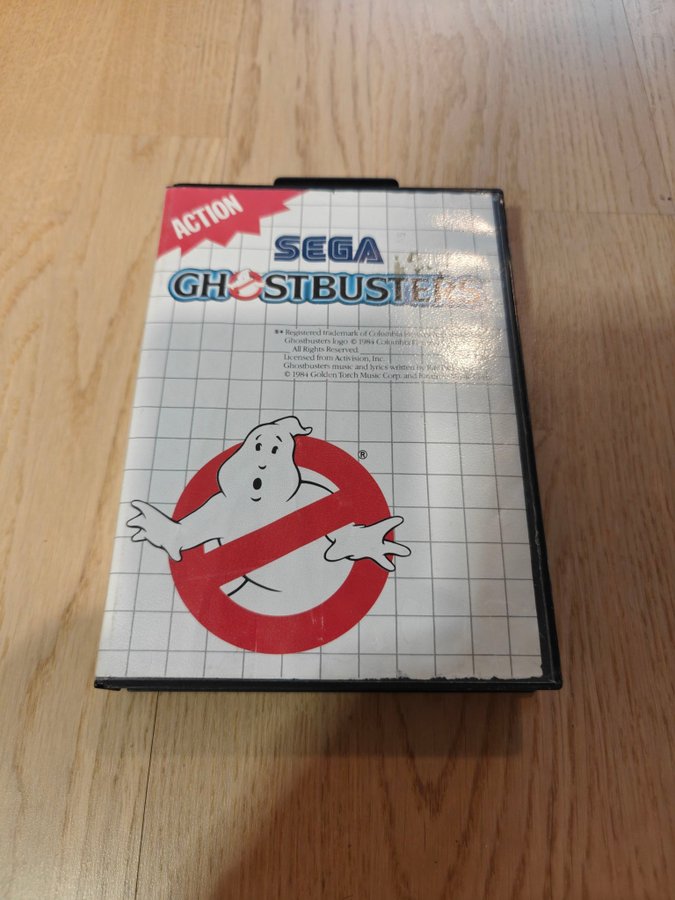 ACTION
SEGA
GHOSTBUSTERS
®* Registered trademark of Columbia
Ghostbusters logo © 1984 Columbia
All Rights Reserved
Licensed from Activision, Inc.
Ghostbusters music and lyrics written by
© 1984 Golden Torch Music Corp. and
®